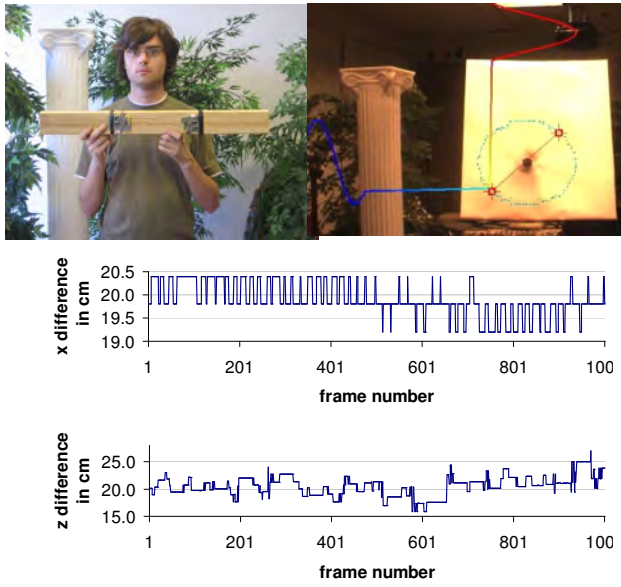 x difference
in cm
20.5
20.0
19.5
19.0
1 201 401 601 801 100
frame number
z difference
in cm
25.0
20.0
15.0
1 201 401 601 801 100
frame number